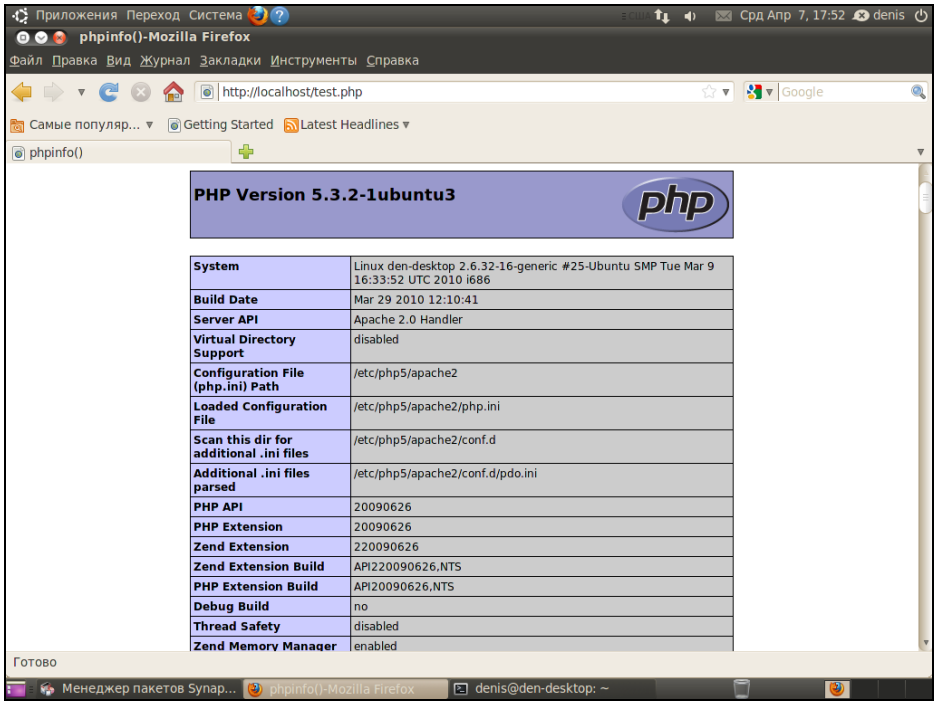 Приложения Переход Система Срд Апр 7, 17:52 denis
phpinfo()-Mozilla Firefox
Файл Правка Вид Журнал Закладки Инструменты Справка
http://localhost/test.php Google
Самые популяр... Getting Started Latest Headlines
phpinfo()
PHP Version 5.3.2-1ubuntu3 php
System Linux den-desktop 2.6.32-16-generic #25-Ubuntu SMP Tue Mar 9
16:33:52 UTC 2010 i686
Build Date Mar 29 2010 12:10:41
Server API Apache 2.0 Handler
Virtual Directory disabled
Support
Configuration File /etc/php5/apache2
(php.ini) Path
Loaded Configuration /etc/php5/apache2/php.ini
File
Scan this dir for /etc/php5/apache2/conf.d
additional .ini files
Additional .ini files /etc/php5/apache2/conf.d/pdo.ini
parsed
PHP API 20090626
PHP Extension 20090626
Zend Extension 220090626
Zend Extension Build API220090626,NTS
PHP Extension Build API20090626,NTS
Debug Build no
Thread Safety disabled
Zend Memory Manager enabled
Готово
Менеджер пакетов Synap... phpinfo()-Mozilla Firefox denis@den-desktop: ~